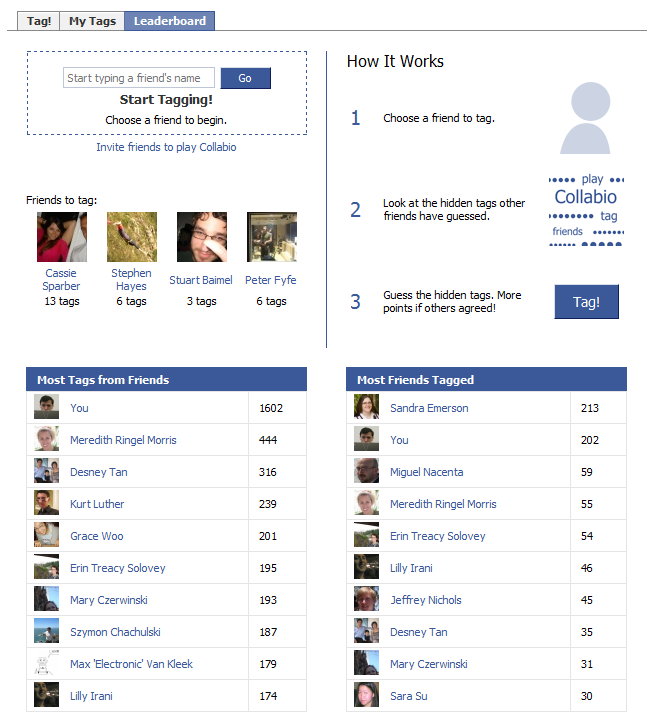 Tag!
My Tags
Leaderboard
Start typing a friend's name
Go
Start Tagging!
Choose a friend to begin.
Invite friends to play Collabio
Friends to tag:
Cassie
Sparber
13 tags
Stephen
Hayes
6 tags
Stuart Baimel
3 tags
Peter Fyfe
6 tags
How It Works
1
Choose a friend to tag.
2
Look at the hidden tags other
friends have guessed.
play
Collabio
tag
friends
3
Guess the hidden tags. More
points if others agreed!
Tag!
Most Tags from Friends
You 1602
Meredith Ringel Morris 444
Desney Tan 316
Kurt Luther 239
Grace Woo 201
Erin Treacy Solovey 195
Mary Czerwinski 193
Szymon Chachulski 187
Max 'Electronic' Van Kleek 179
Lilly Irani 174
Most Friends Tagged
Sandra Emerson 213
You 202
Miguel Nacenta 59
Meredith Ringel Morris 55
Erin Treacy Solovey 54
Lilly Irani 46
Jeffrey Nichols 45
Desney Tan 35
Mary Czerwinski 31
Sara Su 30